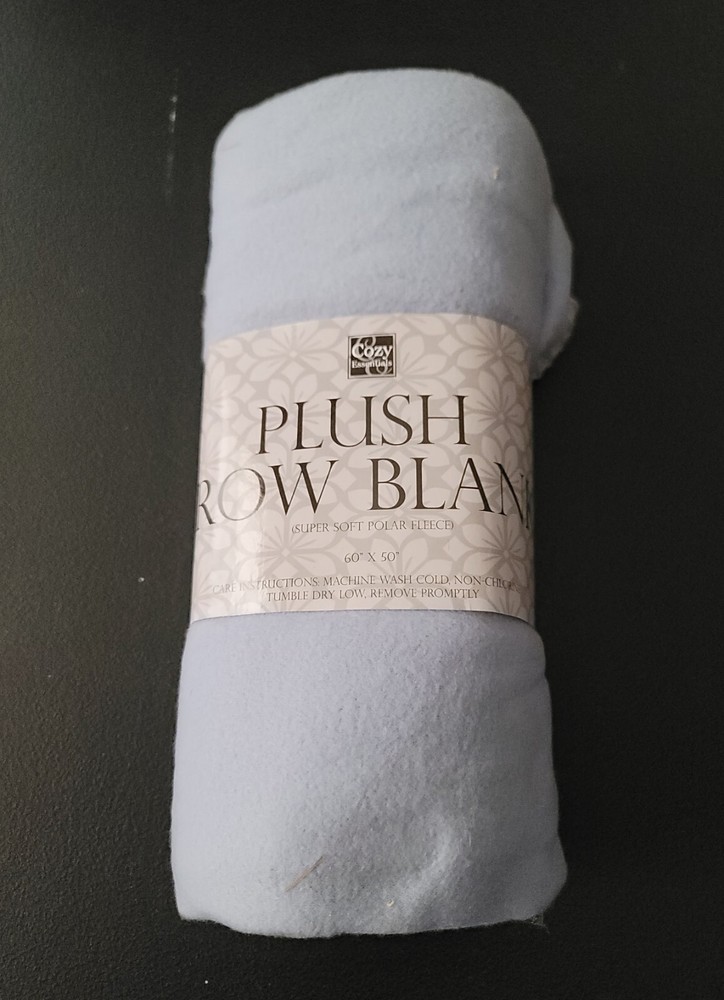 Cozy
Essentials
PLUSH
ROW BLAN
(SUPER SOFT POLAR FLEECE)
60" X 50"
CARE INSTRUCTIONS: MACHINE WASH COLD, NON-CHLO
TUMBLE DRY LOW, REMOVE PROMPTLY